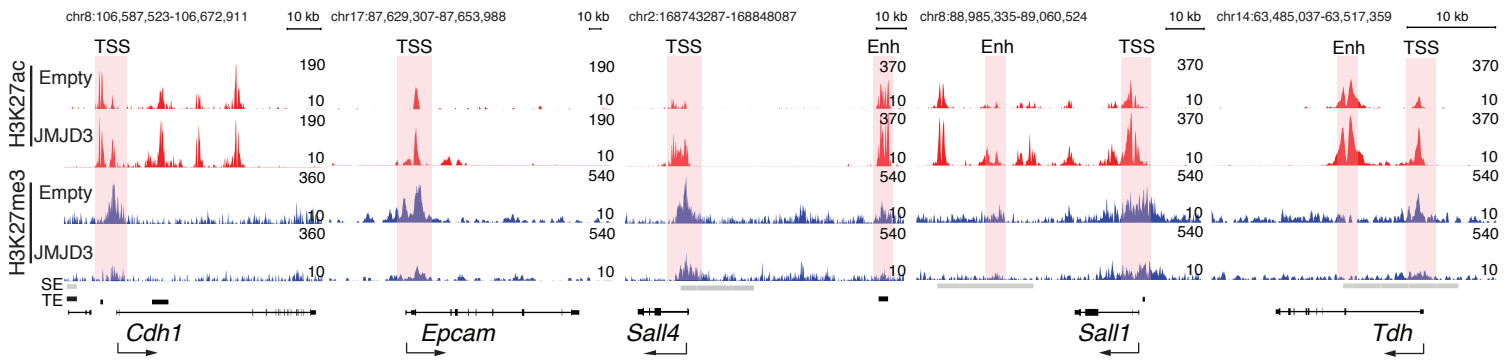 chr8:106,587,523-106,672,911 10 kb chr17:87,629,307-87,653,988 10 kb chr2:168743287-168848087 10 kb chr8:88,985,335-89,060,524 10 kb chr14:63,485,037-63,517,359 10 kb
TSS TSS TSS Enh Enh TSS Enh TSS
H3K27ac
Empty 190 190 370 370 370
10 10 10 10 10
JMJD3 190 190 370 370 370
10 10 10 10 10
H3K27me3
Empty 360 540 540 540 540
10 10 10 10 10
JMJD3 360 540 540 540 540
10 10 10 10 10
SE
TE
Cdh1 Epcam Sall4 Sall1 Tdh